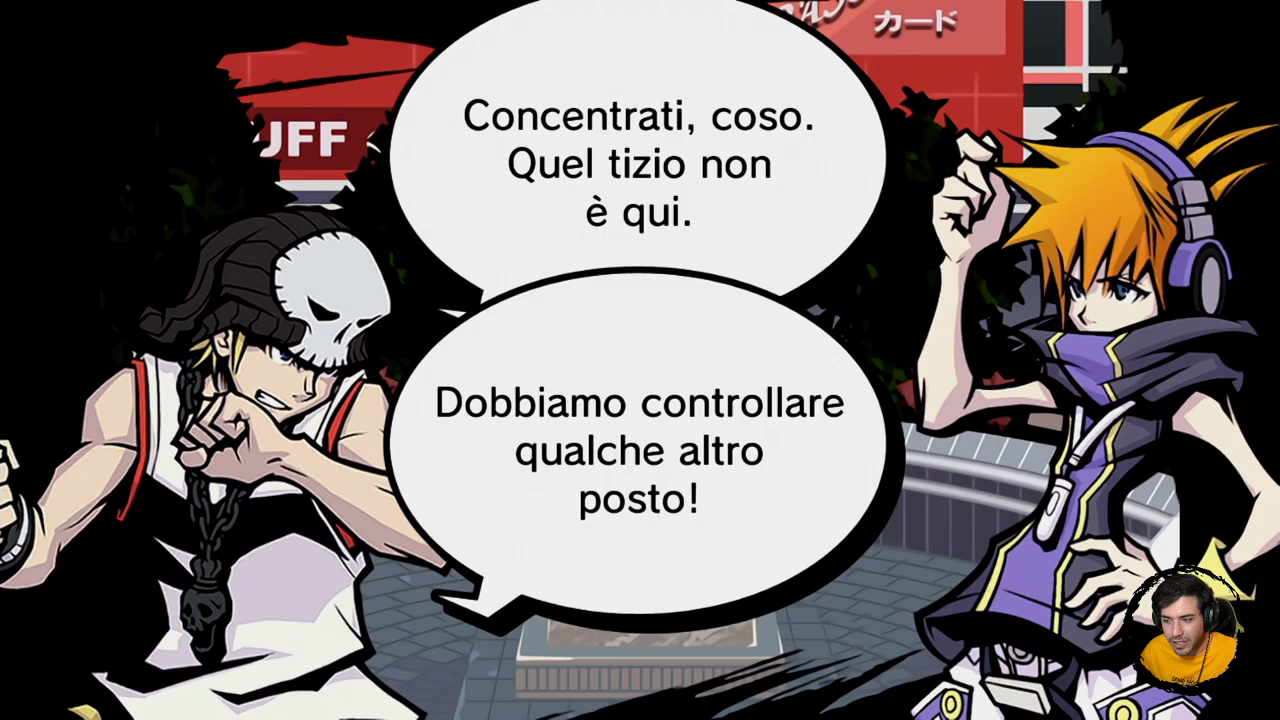 カード
UFF
Concentrati, coso.
Quel tizio non
è qui.
Dobbiamo controllare
qualche altro
posto!